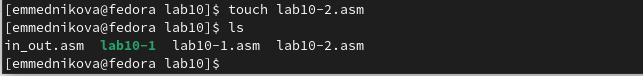 [emmednikova@fedora lab10]$ touch lab10-2.asm
[emmednikova@fedora lab10]$ ls
in_out.asm  lab10-1  lab10-1.asm  lab10-2.asm
[emmednikova@fedora lab10]$